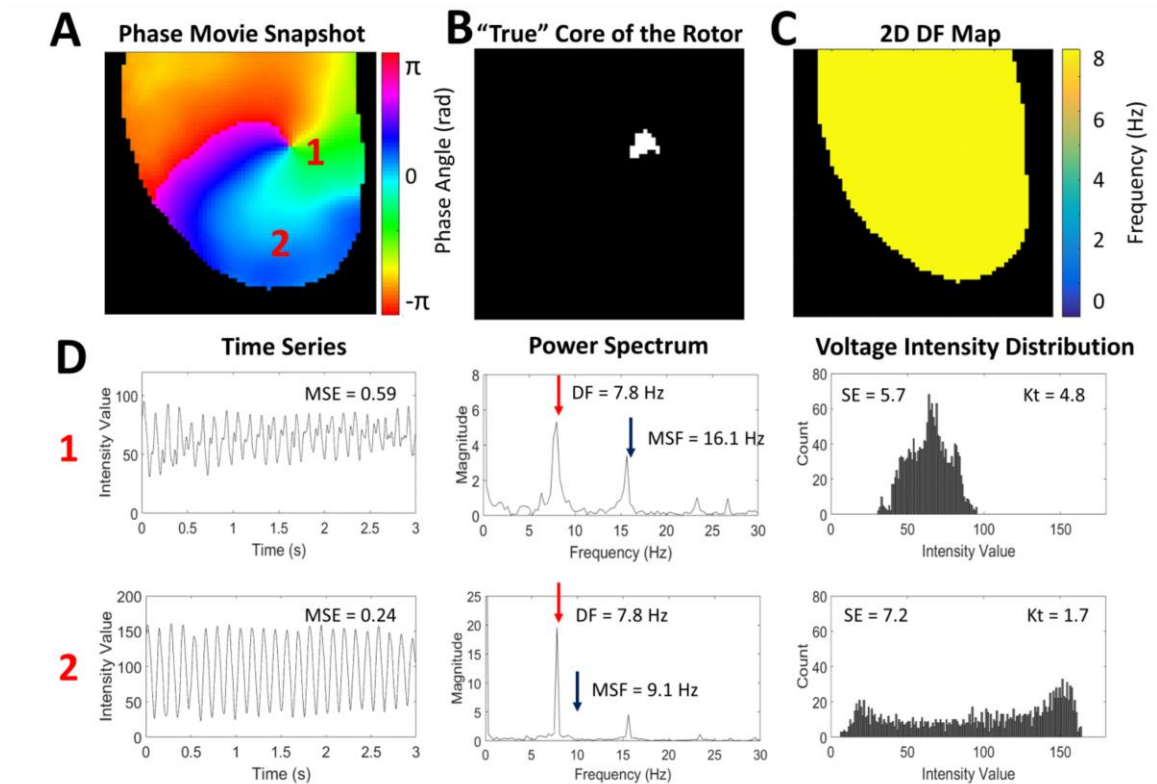 A
Phase Movie Snapshot
1
2
π
0
-π
Phase Angle (rad)
B
“True” Core of the Rotor
C
2D DF Map
8
6
4
2
0
Frequency (Hz)
D
Time Series
Power Spectrum
Voltage Intensity Distribution
1
MSE = 0.59
100
50
0
Intensity Value
0 0.5 1 1.5 2 2.5 3
Time (s)
DF = 7.8 Hz
MSF = 16.1 Hz
8
6
4
2
0
Magnitude
0 5 10 15 20 25 30
Frequency (Hz)
SE = 5.7
Kt = 4.8
80
60
40
20
0
Count
50 100 150
Intensity Value
2
MSE = 0.24
200
150
100
50
0
Intensity Value
0 0.5 1 1.5 2 2.5 3
Time (s)
DF = 7.8 Hz
MSF = 9.1 Hz
25
20
15
10
5
0
Magnitude
0 5 10 15 20 25 30
Frequency (Hz)
SE = 7.2
Kt = 1.7
80
60
40
20
0
Count
50 100 150
Intensity Value